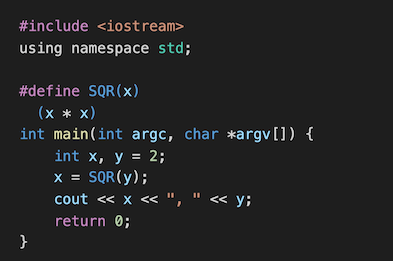 #include <iostream>
using namespace std;
#define SQR(x)
(x * x)
int main(int argc, char *argv[]) {
int x, y = 2;
x = SQR(y);
cout << x << ", " << y;
return 0;
}